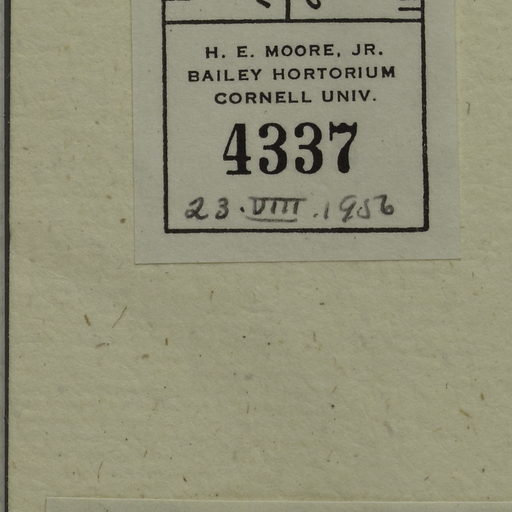 H. E. MOORE, JR.
BAILEY HORTORIUM
CORNELL UNIV.
4337
23.VIII.1956